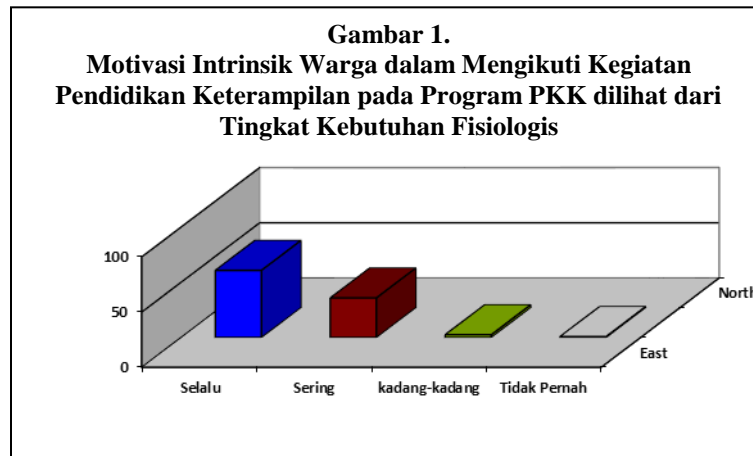 Gambar 1.
Motivasi Intrinsik Warga dalam Mengikuti Kegiatan
Pendidikan Keterampilan pada Program PKK dilihat dari
Tingkat Kebutuhan Fisiologis
100
50
0
North
East
Selalu
Sering
kadang-kadang
Tidak Pernah